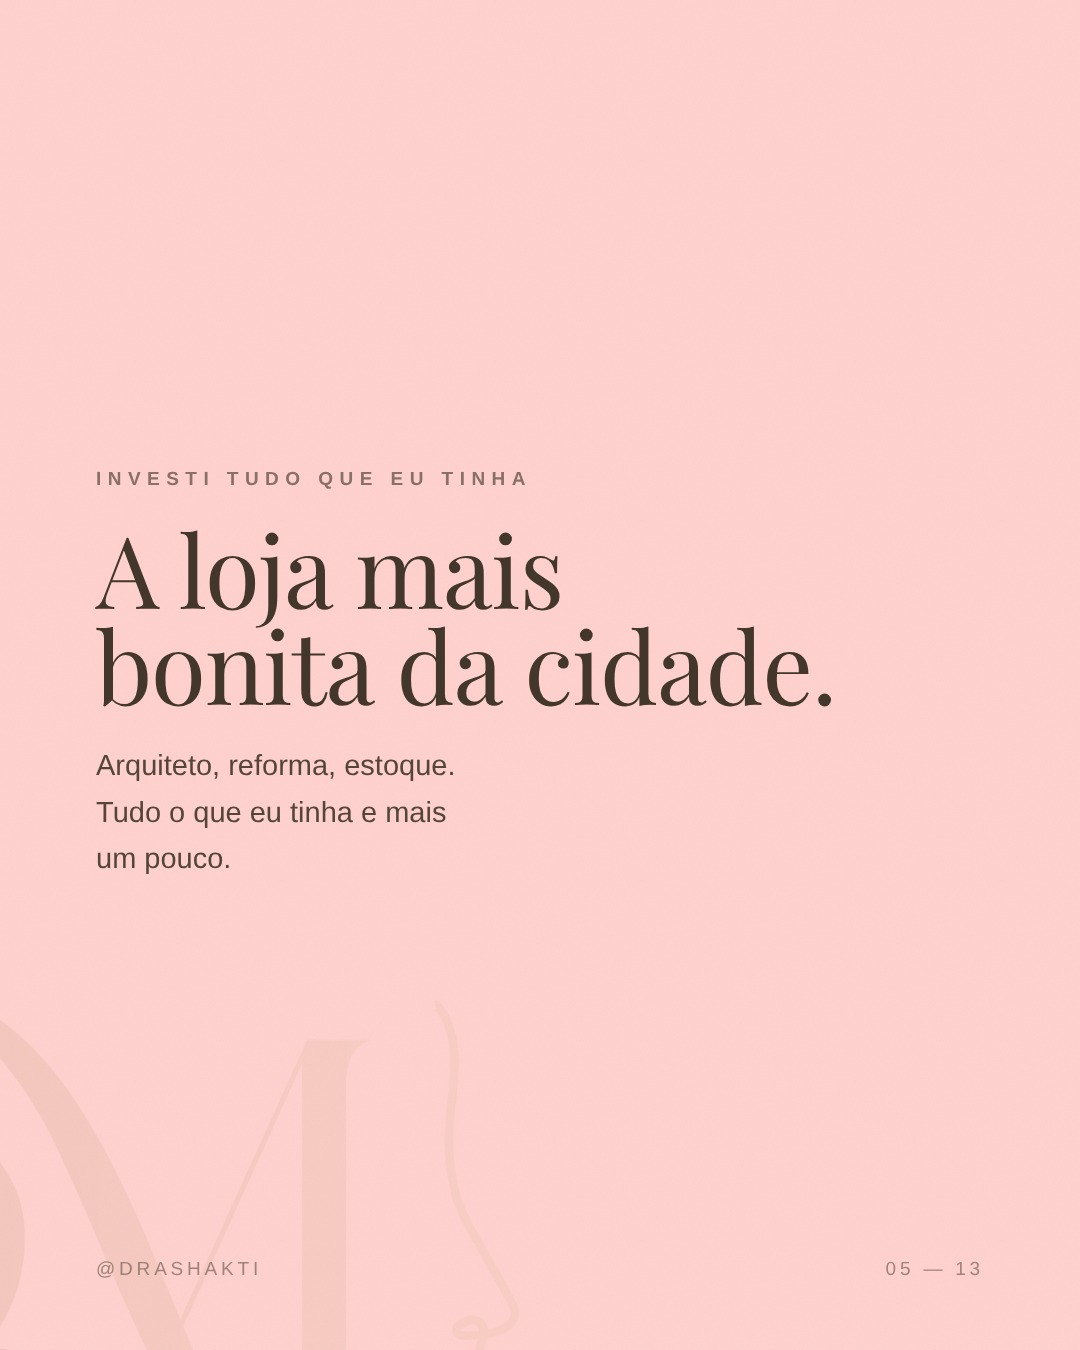 INVESTI TUDO QUE EU TINHA
A loja mais
bonita da cidade.
Arquiteto, reforma, estoque.
Tudo o que eu tinha e mais
um pouco.
@DRASHAKTI
05 — 13